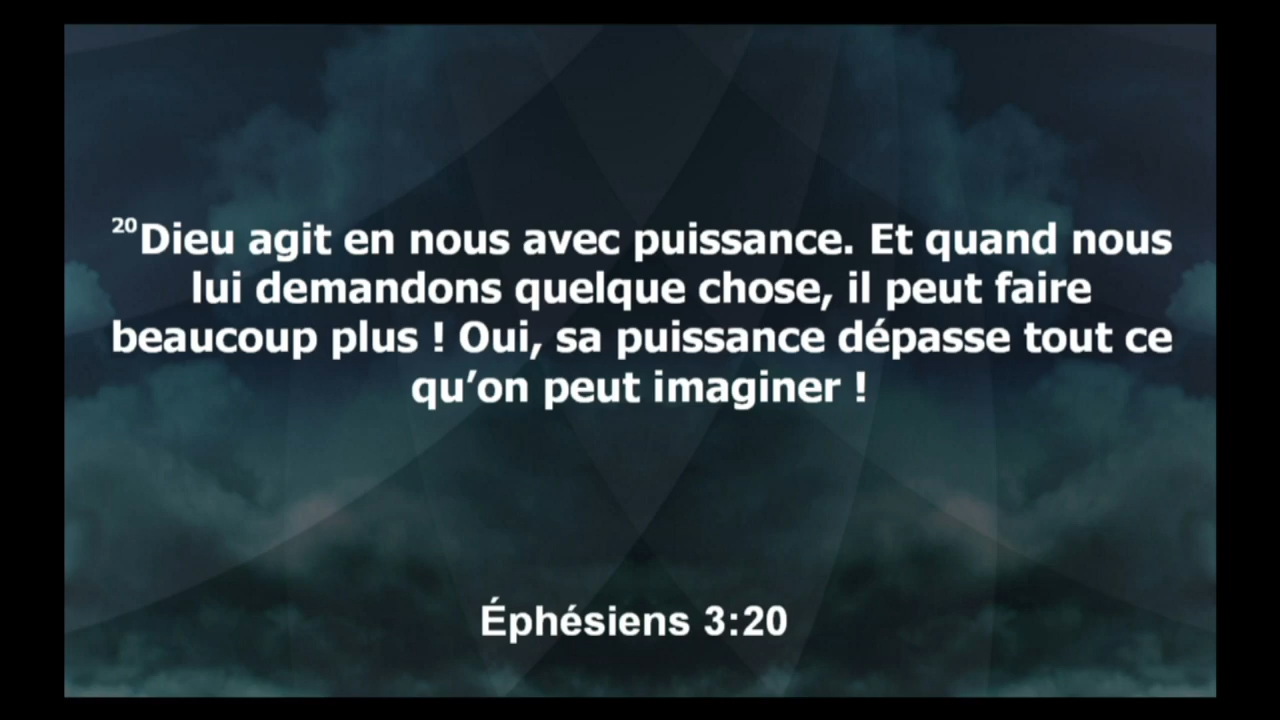 ²⁰Dieu agit en nous avec puissance. Et quand nous
lui demandons quelque chose, il peut faire
beaucoup plus ! Oui, sa puissance dépasse tout ce
qu’on peut imaginer !
Éphésiens 3:20